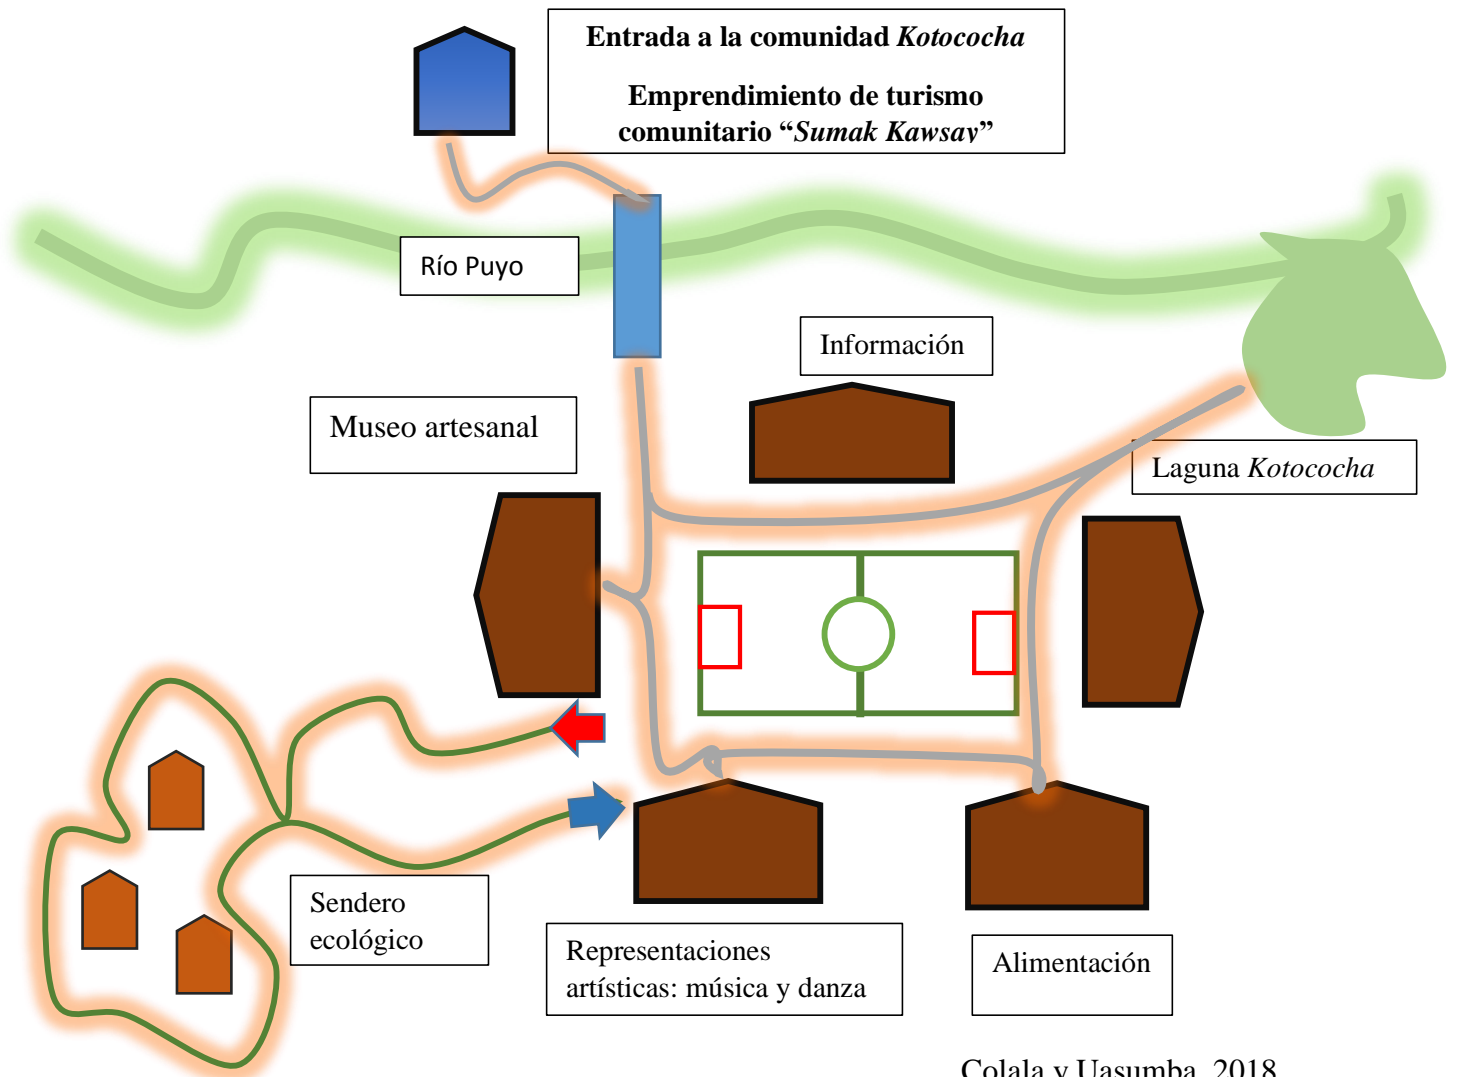 Entrada a la comunidad Kotococha
Emprendimiento de turismo
comunitario “Sumak Kawsay”
Río Puyo
Información
Museo artesanal
Laguna Kotococha
Sendero
ecológico
Representaciones
artísticas: música y danza
Alimentación
Colala y Uasumba, 2018